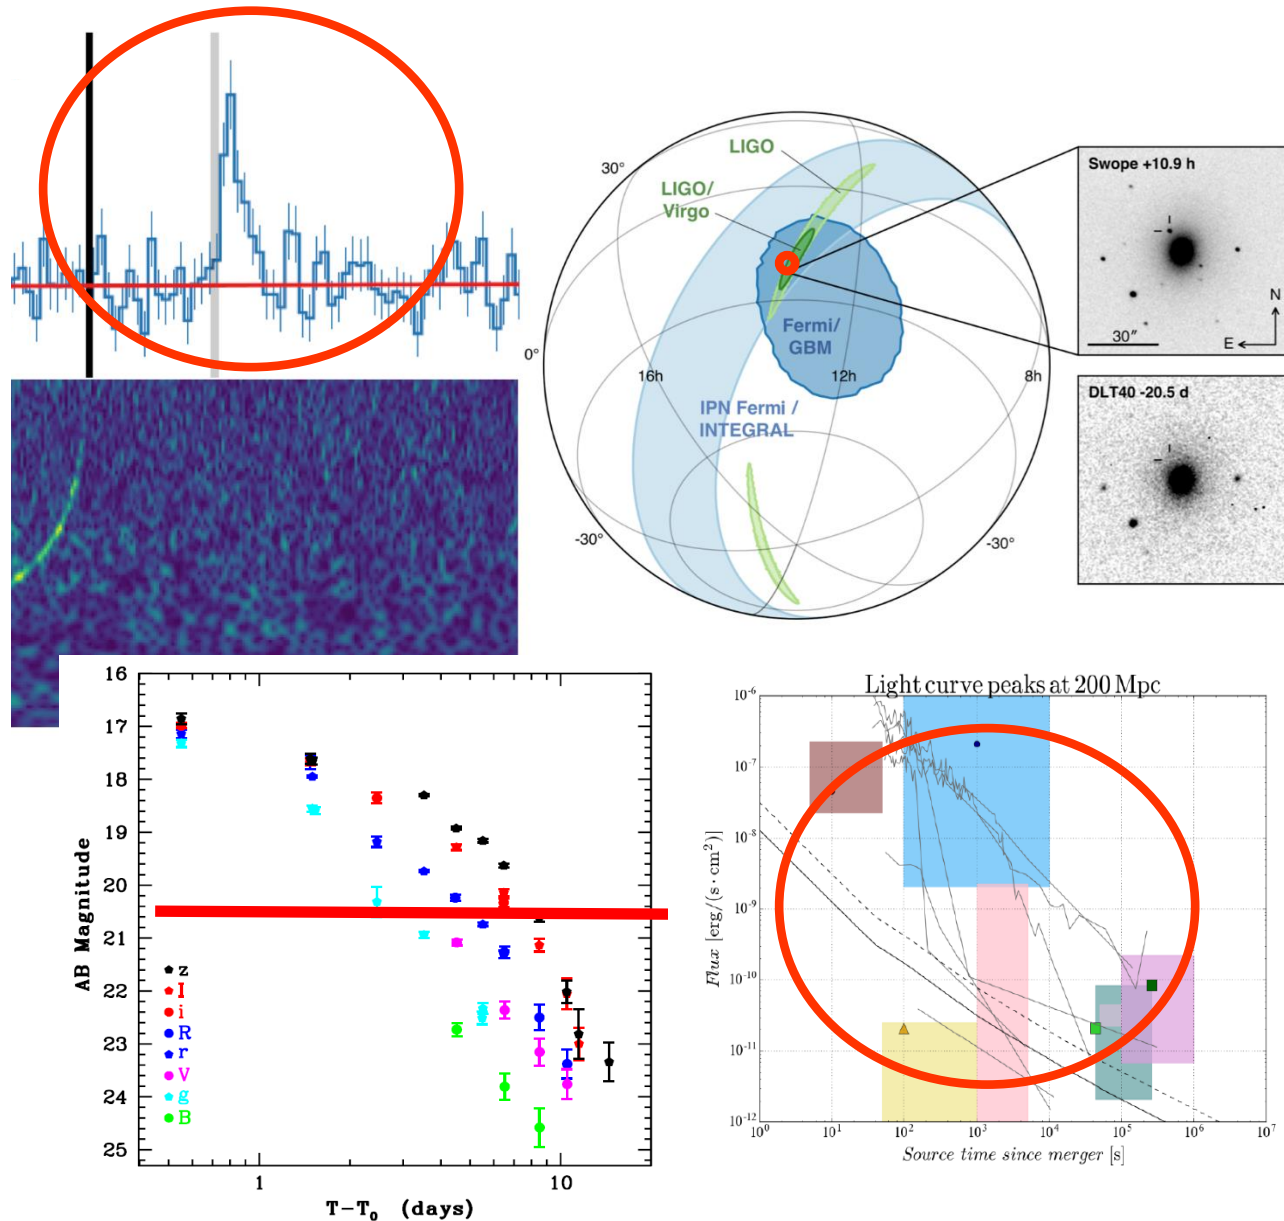 LIGO
LIGO/
Virgo
30°
30°
0°
16h
12h
8h
Fermi/
GBM
IPN Fermi /
INTEGRAL
-30°
-30°
Swope +10.9 h
30"
N
E
DLT40 -20.5 d
16
17
18
19
20
21
22
23
24
25
AB Magnitude
z
I
i
R
r
V
g
B
1
10
T-T₀ (days)
Light curve peaks at 200 Mpc
10⁻⁶
10⁻⁷
10⁻⁸
10⁻⁹
10⁻¹⁰
10⁻¹¹
10⁻¹²
Flux [erg/(s · cm²)]
10⁰
10¹
10²
10³
10⁴
10⁵
10⁶
10⁷
Source time since merger [s]